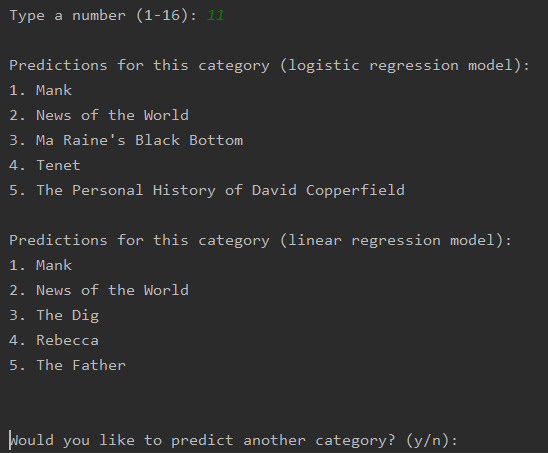 Type a number (1-16): 11
Predictions for this category (logistic regression model):
1. Mank
2. News of the World
3. Ma Raine's Black Bottom
4. Tenet
5. The Personal History of David Copperfield
Predictions for this category (linear regression model):
1. Mank
2. News of the World
3. The Dig
4. Rebecca
5. The Father
Would you like to predict another category? (y/n):